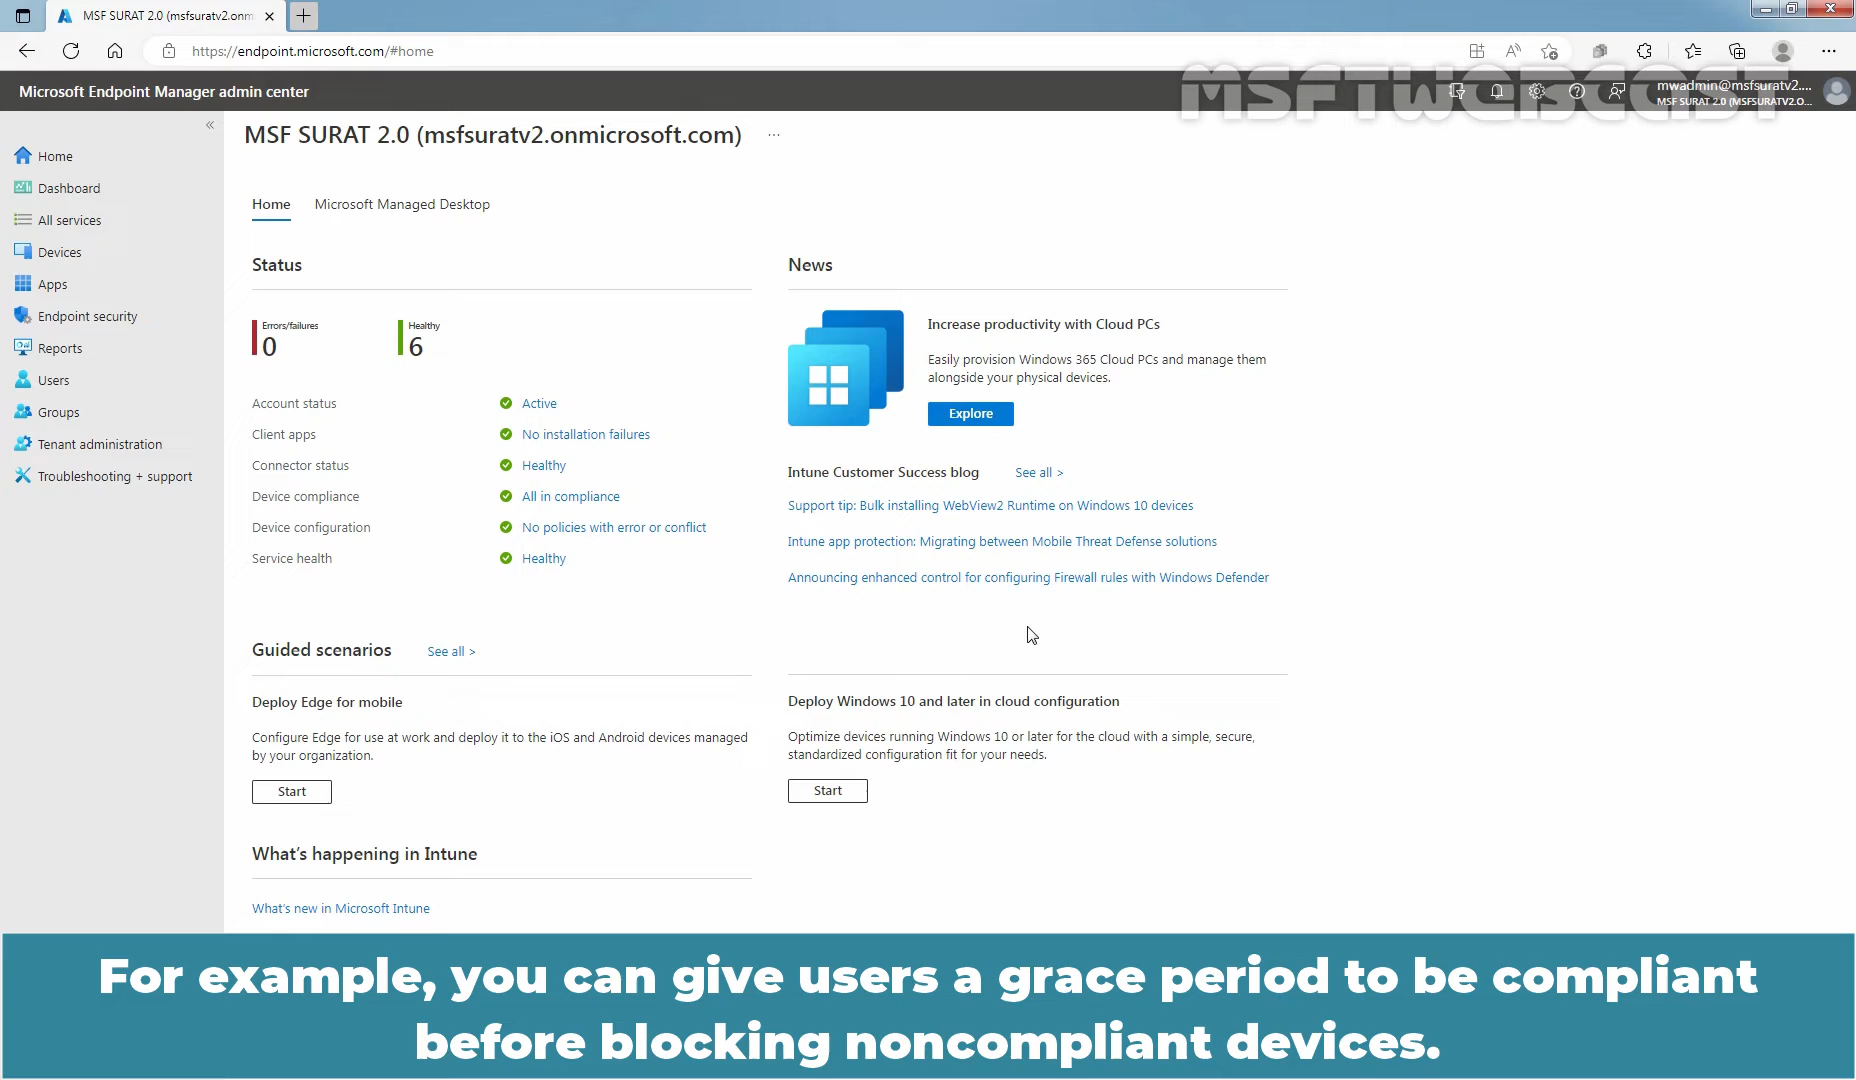 MSF SURAT 2.0 (msfsuratv2.onm
https://endpoint.microsoft.com/#home
MSFTWEBCAST
Microsoft Endpoint Manager admin center
mwadmin@msfsuratv2....
MSF SURAT 2.0 (MSFSURATV2.O...
«
MSF SURAT 2.0 (msfsuratv2.onmicrosoft.com) ...
Home
Dashboard
All services
Devices
Apps
Endpoint security
Reports
Users
Groups
Tenant administration
Troubleshooting + support
Home Microsoft Managed Desktop
Status
Errors/failures
0
Healthy
6
Account status Active
Client apps No installation failures
Connector status Healthy
Device compliance All in compliance
Device configuration No policies with error or conflict
Service health Healthy
News
Increase productivity with Cloud PCs
Easily provision Windows 365 Cloud PCs and manage them
alongside your physical devices.
Explore
Intune Customer Success blog See all >
Support tip: Bulk installing WebView2 Runtime on Windows 10 devices
Intune app protection: Migrating between Mobile Threat Defense solutions
Announcing enhanced control for configuring Firewall rules with Windows Defender
Guided scenarios See all >
Deploy Edge for mobile
Configure Edge for use at work and deploy it to the iOS and Android devices managed
by your organization.
Start
Deploy Windows 10 and later in cloud configuration
Optimize devices running Windows 10 or later for the cloud with a simple, secure,
standardized configuration fit for your needs.
Start
What's happening in Intune
What's new in Microsoft Intune
For example, you can give users a grace period to be compliant
before blocking noncompliant devices.